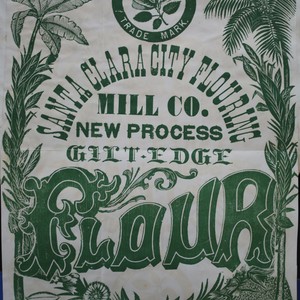 TRADE MARK.
SANTA CLARA CITY FLOURING
MILL CO.
NEW PROCESS
GILT-EDGE
FLOUR